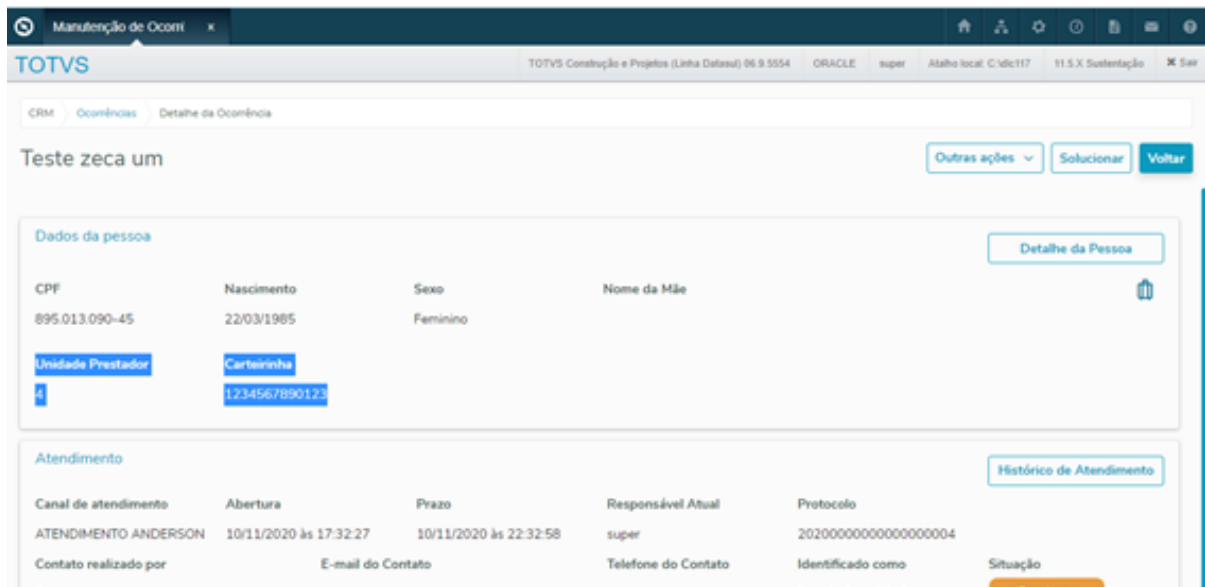 Manutenção de Ocorrí ×
TOTVS TOTVS Construção e Projetos (Linha Datasul) 06.9.5554 ORACLE super Atalho local: C:\dic117 11.5.X Sustentação ✖ Sair
CRM Ocorrências Detalhe da Ocorrência
Teste zeca um Outras ações Solucionar Voltar
Dados da pessoa Detalhe da Pessoa
CPF Nascimento Sexo Nome da Mãe
895.013.090-45 22/03/1985 Feminino
Unidade Prestador Carteirinha
4 1234567890123
Atendimento Histórico de Atendimento
Canal de atendimento Abertura Prazo Responsável Atual Protocolo
ATENDIMENTO ANDERSON 10/11/2020 às 17:32:27 10/11/2020 às 22:32:58 super 20200000000000000004
Contato realizado por E-mail do Contato Telefone do Contato Identificado como Situação